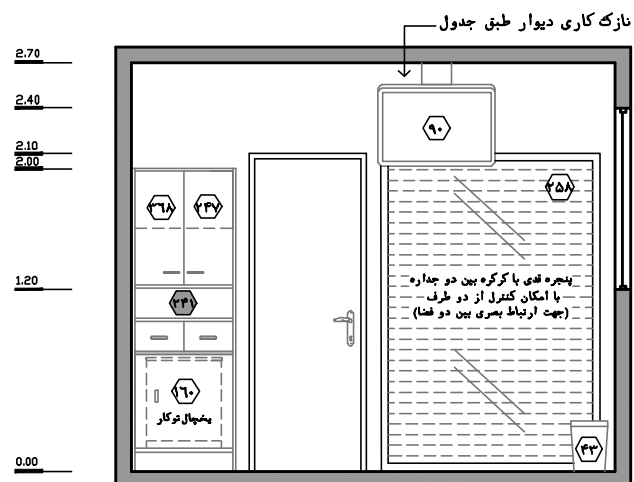 نازک کاری دیوار طبق جدول
2.70
2.40
2.10
2.00
1.20
0.00
۹۰
۲۵۸
۳۶۸
۲۴۷
۲۴۱
پنجره قدی با کرکره بین دو جداره
با امکان کنترل از دو طرف
(جهت ارتباط بصری بین دو فضا)
۱۶۰
یخچال توکار
۴۳